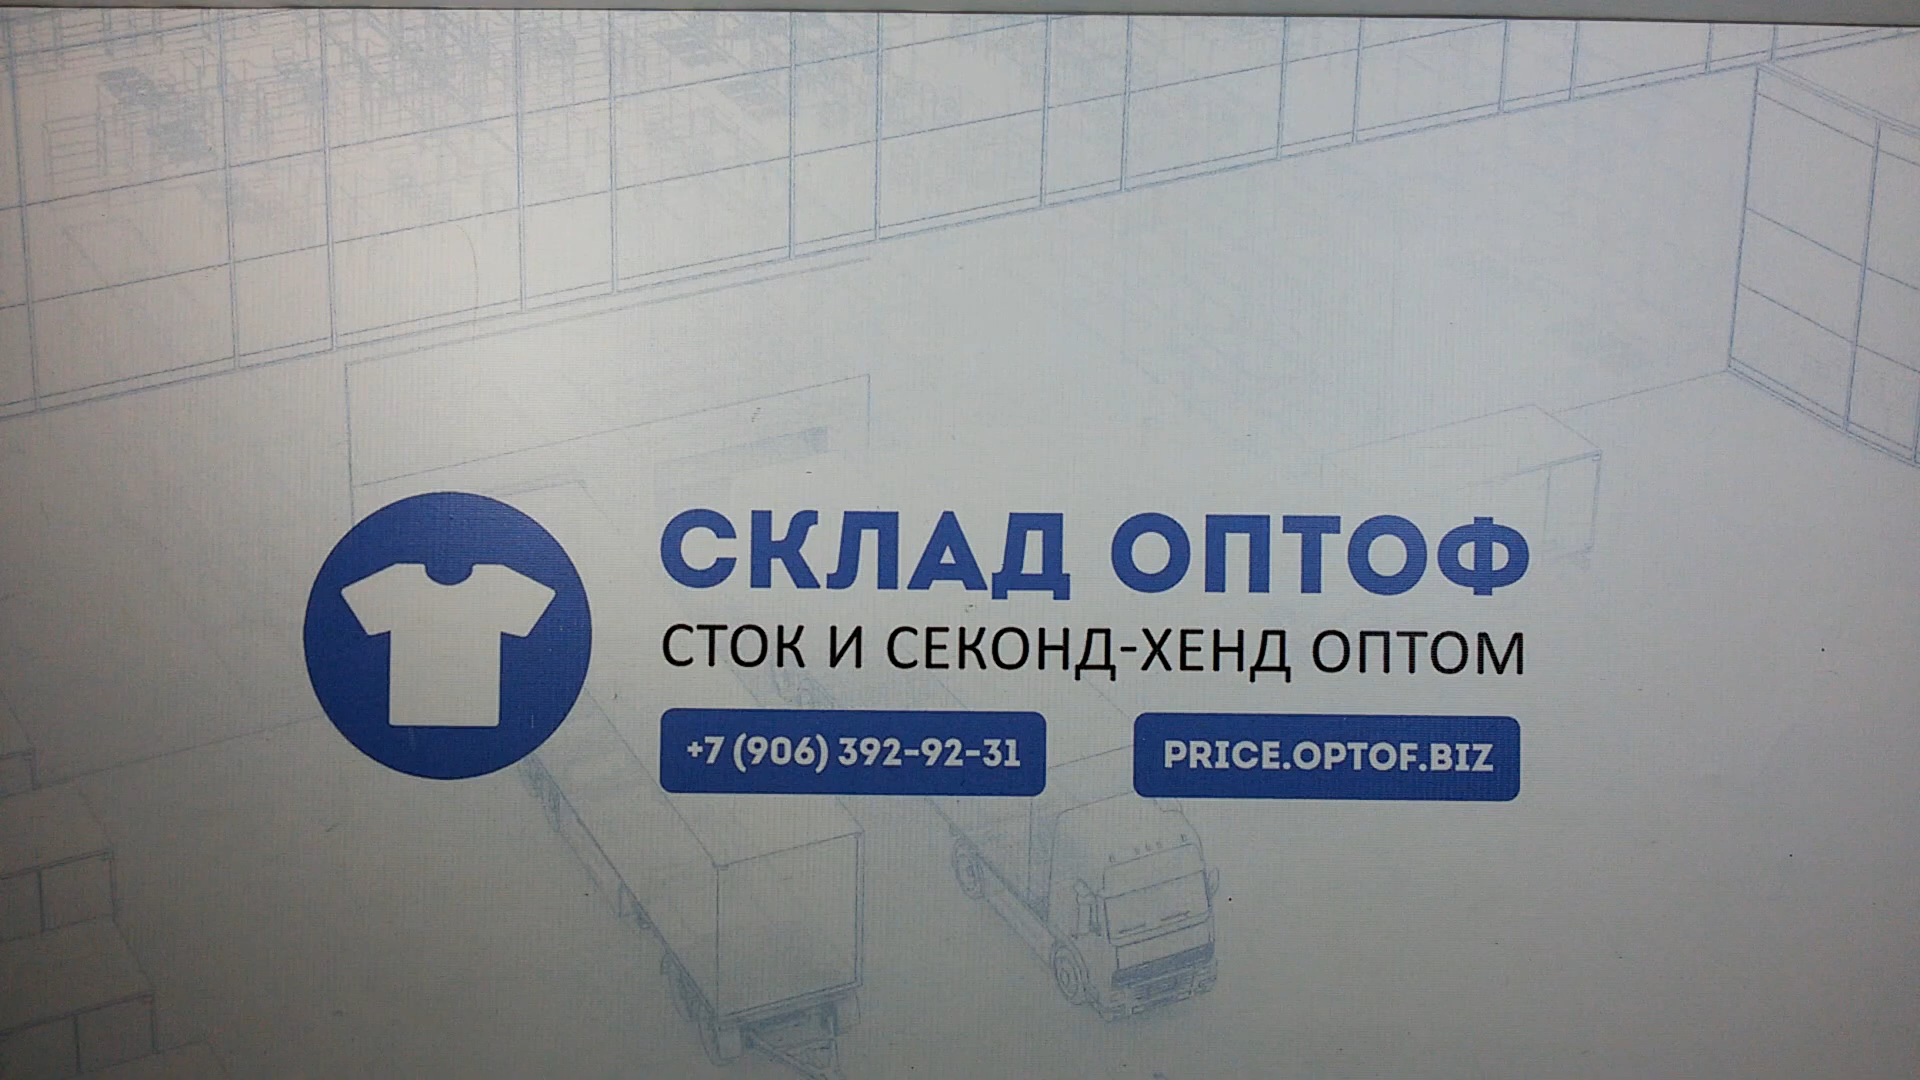 СКЛАД ОПТОФ
СТОК И СЕКОНД-ХЕНД ОПТОМ
+7 (906) 392-92-31
PRICE.OPTOF.BIZ